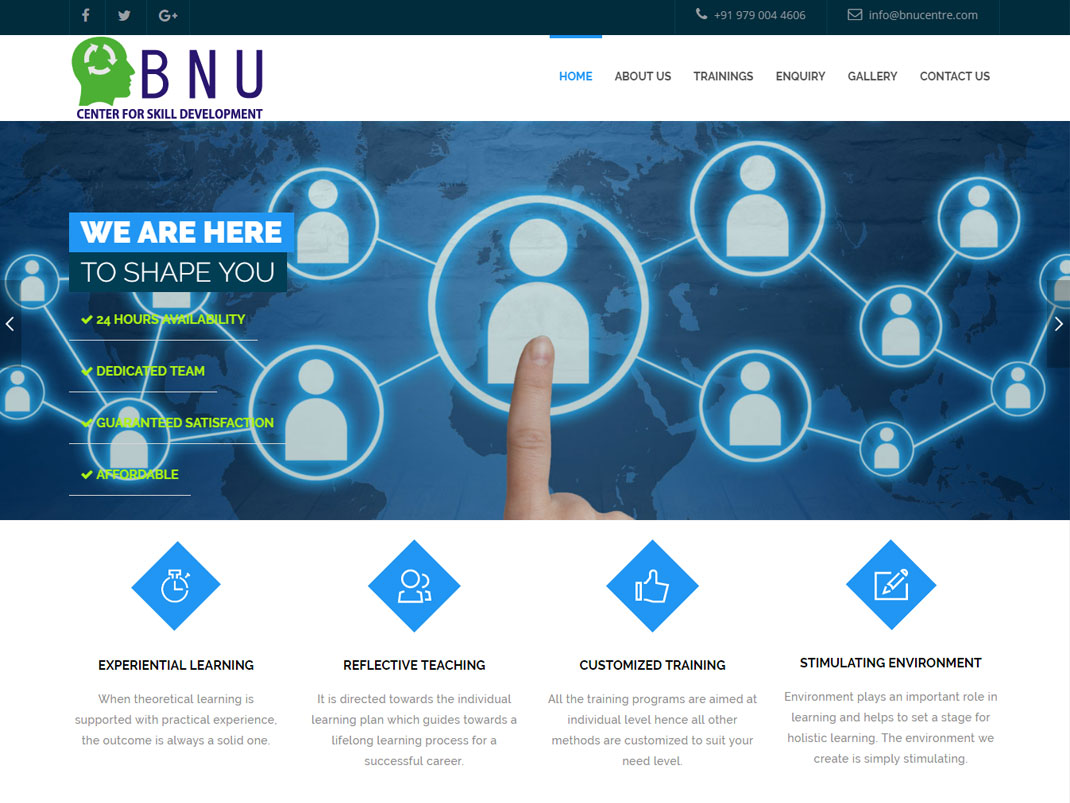 +91 979 004 4606
info@bnucentre.com
BNU
CENTER FOR SKILL DEVELOPMENT
HOME
ABOUT US
TRAININGS
ENQUIRY
GALLERY
CONTACT US
WE ARE HERE
TO SHAPE YOU
24 HOURS AVAILABILITY
DEDICATED TEAM
GUARANTEED SATISFACTION
AFFORDABLE
EXPERIENTIAL LEARNING
When theoretical learning is
supported with practical experience,
the outcome is always a solid one.
REFLECTIVE TEACHING
It is directed towards the individual
learning plan which guides towards a
lifelong learning process for a
successful career.
CUSTOMIZED TRAINING
All the training programs are aimed at
individual level hence all other
methods are customized to suit your
need level.
STIMULATING ENVIRONMENT
Environment plays an important role in
learning and helps to set a stage for
holistic learning. The environment we
create is simply stimulating.